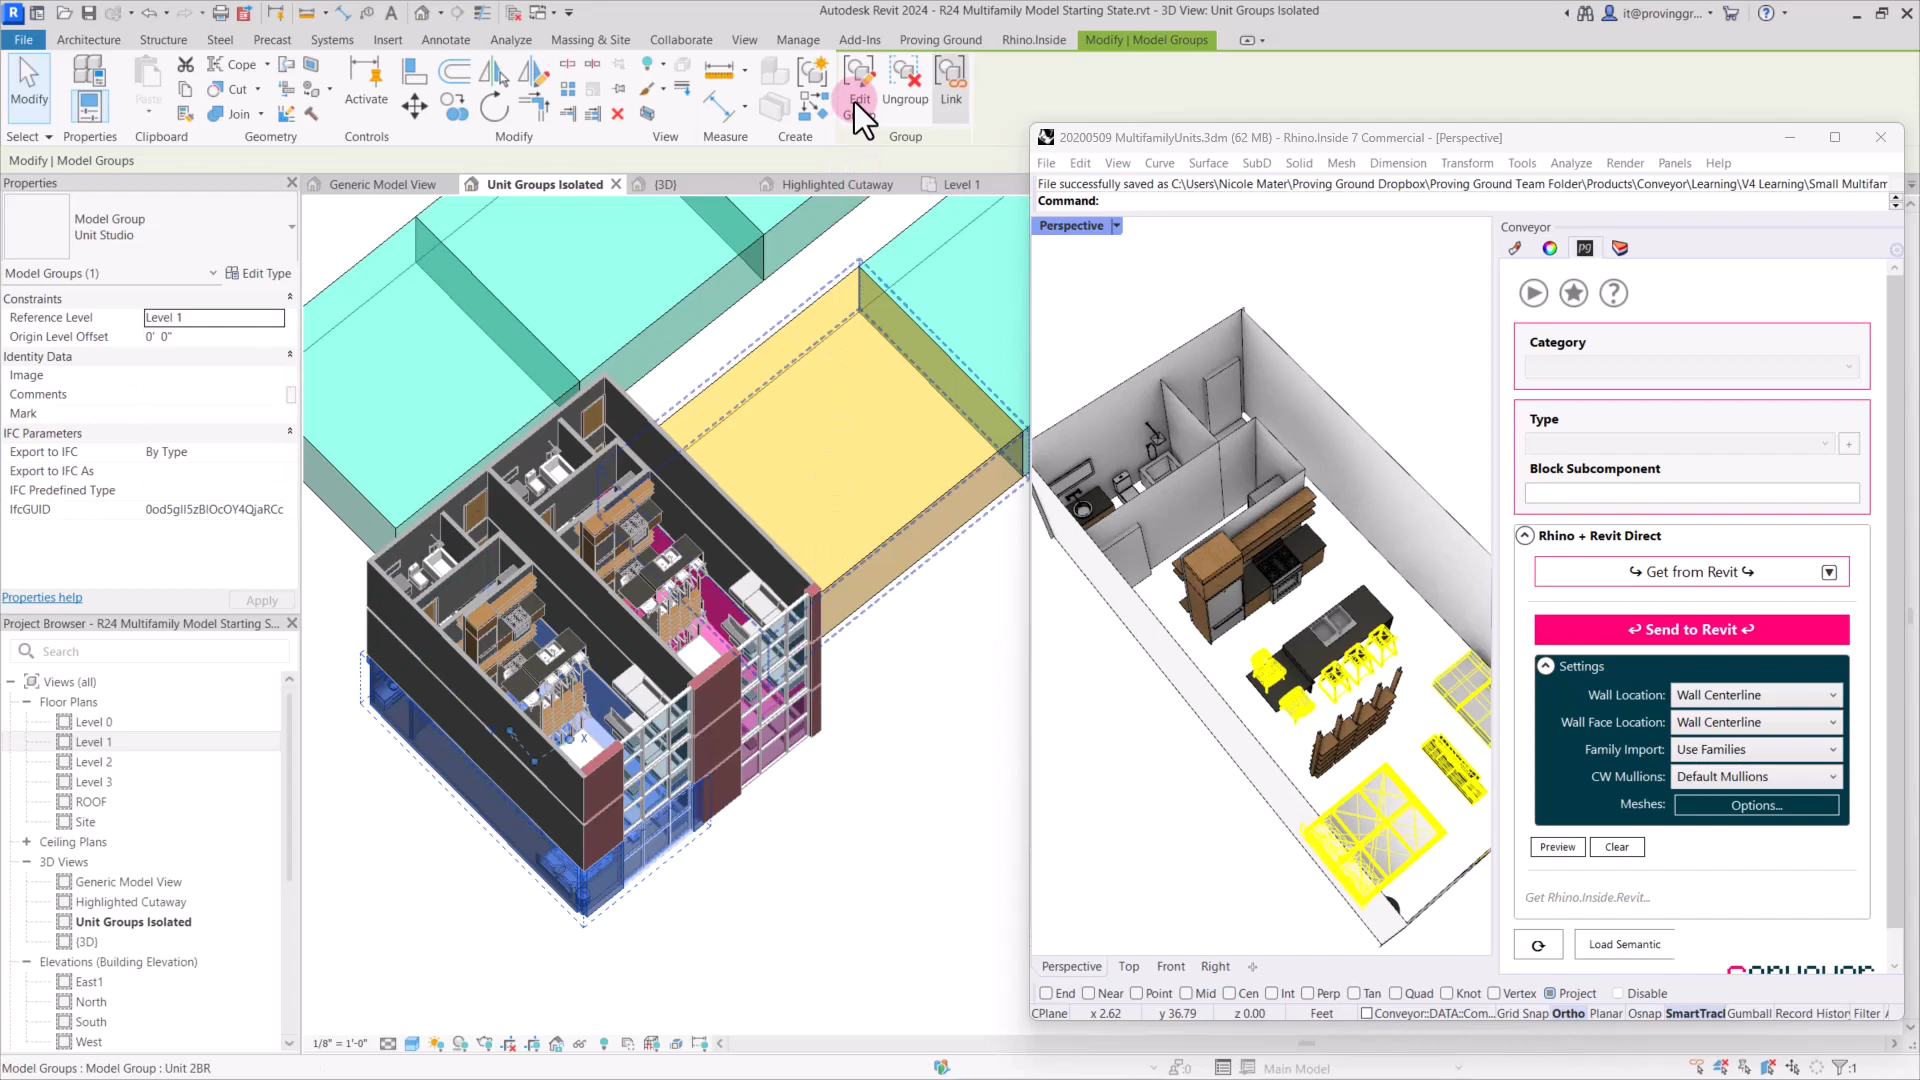 Autodesk Revit 2024 - R24 Multifamily Model Starting State.rvt - 3D View: Unit Groups Isolated
it@provinggr...
File Architecture Structure Steel Precast Systems Insert Annotate Analyze Massing & Site Collaborate View Manage Add-Ins Proving Ground Rhino.Inside Modify | Model Groups
Modify Paste Cope Cut Join Activate Edit Ungroup Link
Select Properties Clipboard Geometry Controls Modify View Measure Create Group
Modify | Model Groups
Properties
Model Group
Unit Studio
Model Groups (1)
Edit Type
Constraints
Reference Level Level 1
Origin Level Offset 0' 0"
Identity Data
Image
Comments
Mark
IFC Parameters
Export to IFC By Type
Export to IFC As
IFC Predefined Type
IfcGUID
Properties help
Apply
Project Browser - R24 Multifamily Model Starting S...
Search
Views (all)
Floor Plans
Level 0
Level 1
Level 2
Level 3
ROOF
Site
Ceiling Plans
3D Views
Generic Model View
Highlighted Cutaway
Unit Groups Isolated
{3D}
Elevations (Building Elevation)
East1
North
South
West
Generic Model View Unit Groups Isolated {3D} Highlighted Cutaway Level 1
X
1/8" = 1'-0"
20200509 MultifamilyUnits.3dm (62 MB) - Rhino.Inside 7 Commercial - [Perspective]
File Edit View Curve Surface SubD Solid Mesh Dimension Transform Tools Analyze Render Panels Help
File successfully saved as C:\Users\Nicole Mater\Proving Ground Dropbox\Proving Ground Team Folder\Products\Conveyor\Learning\V4 Learning\Small Multifam
Command:
Perspective
Conveyor
pg
Category
Type
+
Block Subcomponent
Rhino + Revit Direct
Get from Revit
Send to Revit
Settings
Wall Location: Wall Centerline
Wall Face Location: Wall Centerline
Family Import: Use Families
CW Mullions: Default Mullions
Meshes: Options...
Preview Clear
Get Rhino.Inside.Revit...
Load Semantic
Perspective Top Front Right
End Near Point Mid Cen Int Perp Tan Quad Knot Vertex Project Disable
CPlane x 2.62 y 36.79 z 0.00 Feet Conveyor::DATA::Com... Grid Snap Ortho Planar Osnap SmartTrack Gumball Record History Filter
Model Groups : Model Group : Unit 2BR
:0
Main Model
:1